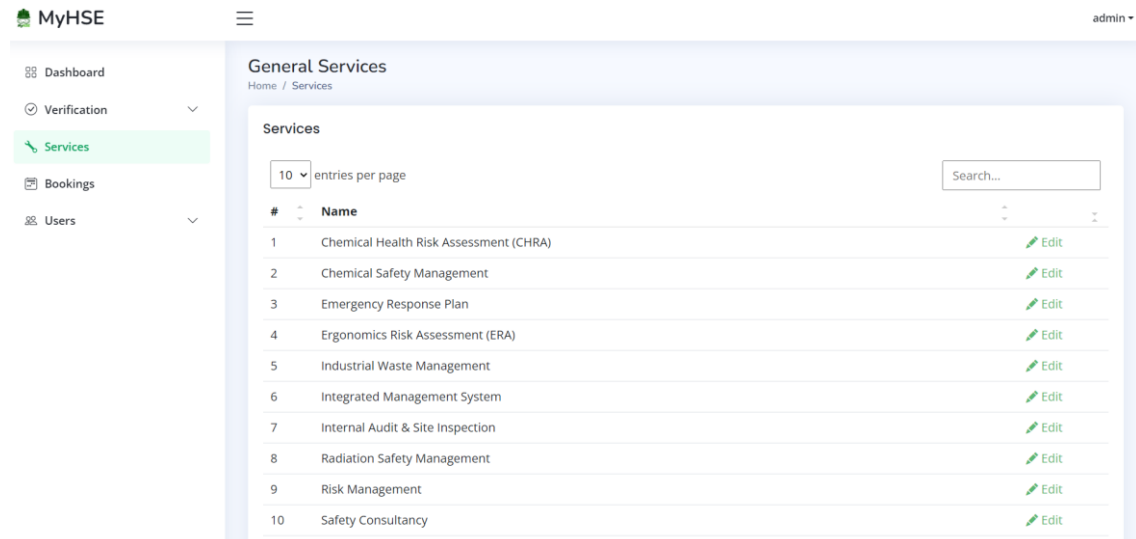 MyHSE
admin
Dashboard
Verification
Services
Bookings
Users
General Services
Home / Services
Services
10 entries per page
Search...
# Name
1 Chemical Health Risk Assessment (CHRA) Edit
2 Chemical Safety Management Edit
3 Emergency Response Plan Edit
4 Ergonomics Risk Assessment (ERA) Edit
5 Industrial Waste Management Edit
6 Integrated Management System Edit
7 Internal Audit & Site Inspection Edit
8 Radiation Safety Management Edit
9 Risk Management Edit
10 Safety Consultancy Edit